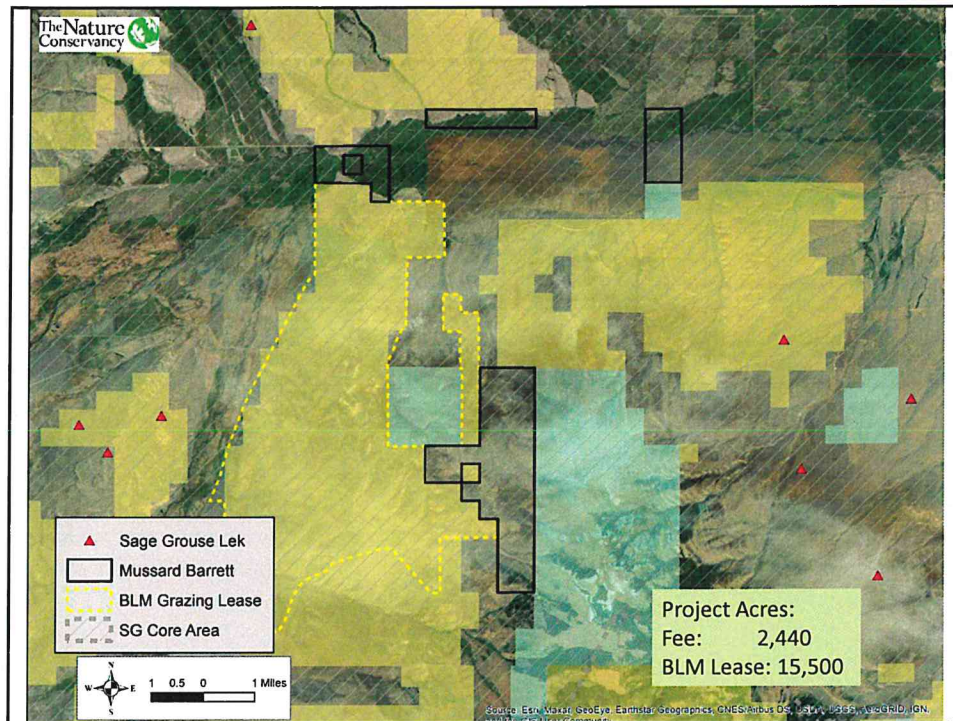 The Nature
Conservancy
Sage Grouse Lek
Mussard Barrett
BLM Grazing Lease
SG Core Area
N
W E
S
1 0.5 0 1 Miles
Project Acres:
Fee: 2,440
BLM Lease: 15,500
Source: Esri, Maxar, GeoEye, Earthstar Geographics, CNES/Airbus DS, USDA, USGS, AeroGRID, IGN,